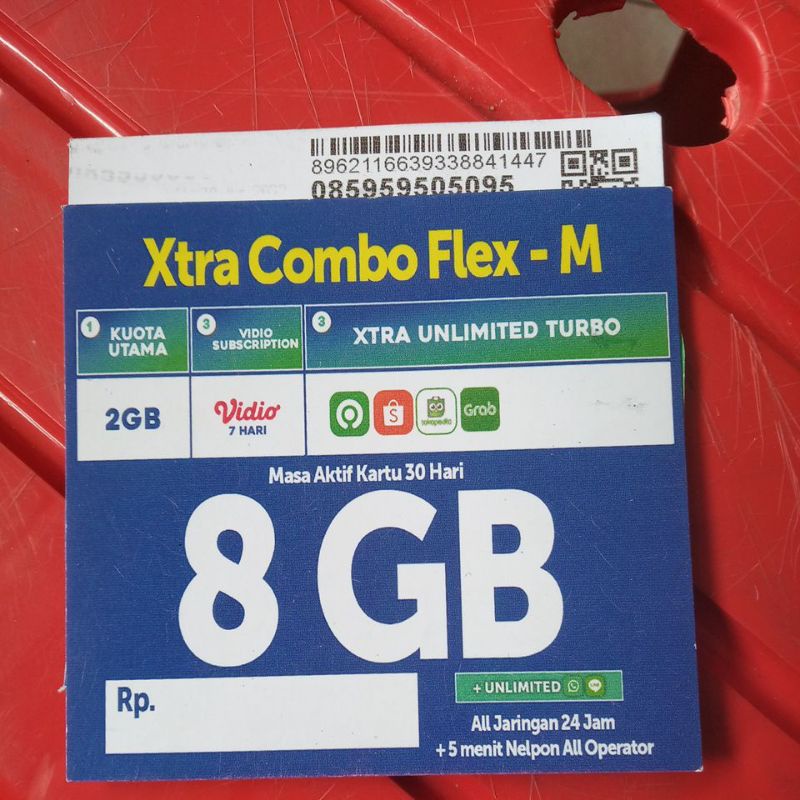 8962116639338841447
085959505095
Xtra Combo Flex - M
1 KUOTA UTAMA
3 VIDIO SUBSCRIPTION
3 XTRA UNLIMITED TURBO
2GB
Vidio
7 HARI
S
tokopedia
Grab
Masa Aktif Kartu 30 Hari
8 GB
Rp.
+ UNLIMITED
LINE
All Jaringan 24 Jam
+ 5 menit Nelpon All Operator